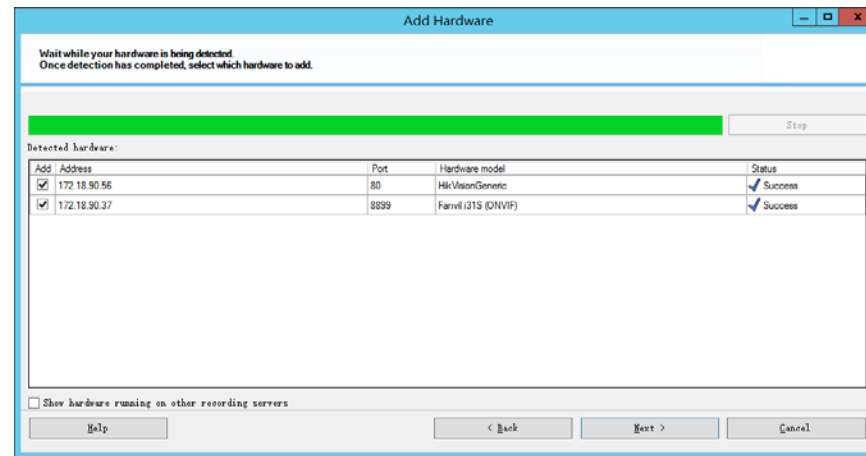 Add Hardware
Wait while your hardware is being detected.
Once detection has completed, select which hardware to add.
Stop
Detected hardware:
Add Address Port Hardware model Status
172.18.90.56 80 HikVisionGeneric Success
172.18.90.37 8899 Fanvil i31S (ONVIF) Success
Show hardware running on other recording servers
Help < Back Next > Cancel